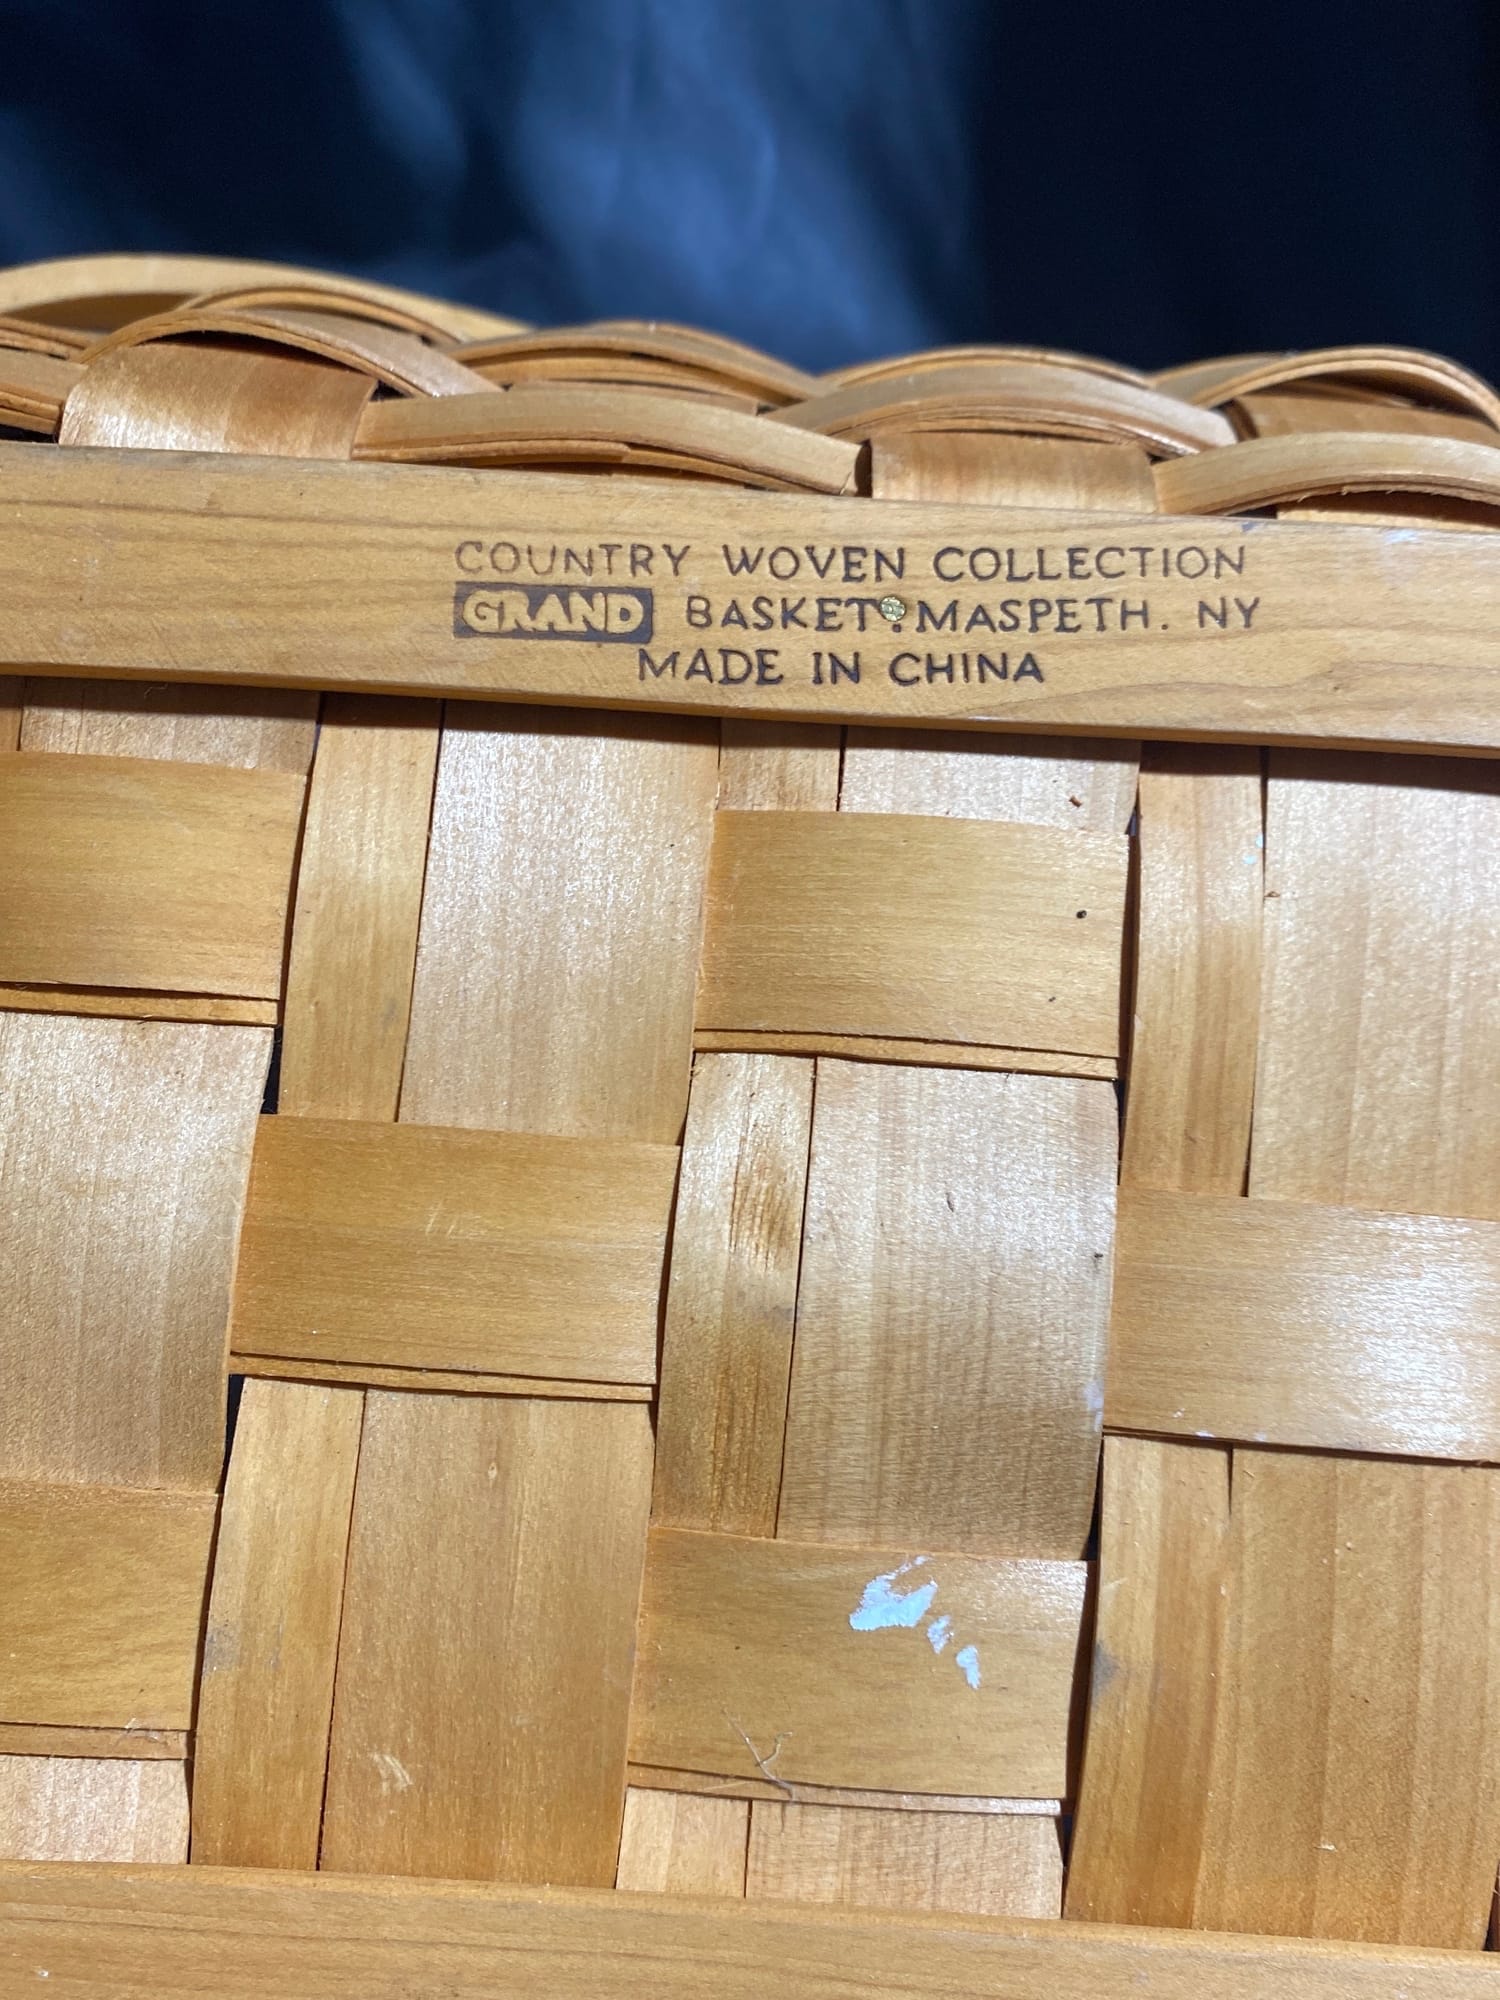 COUNTRY WOVEN COLLECTION
GRAND BASKET. MASPETH. NY
MADE IN CHINA